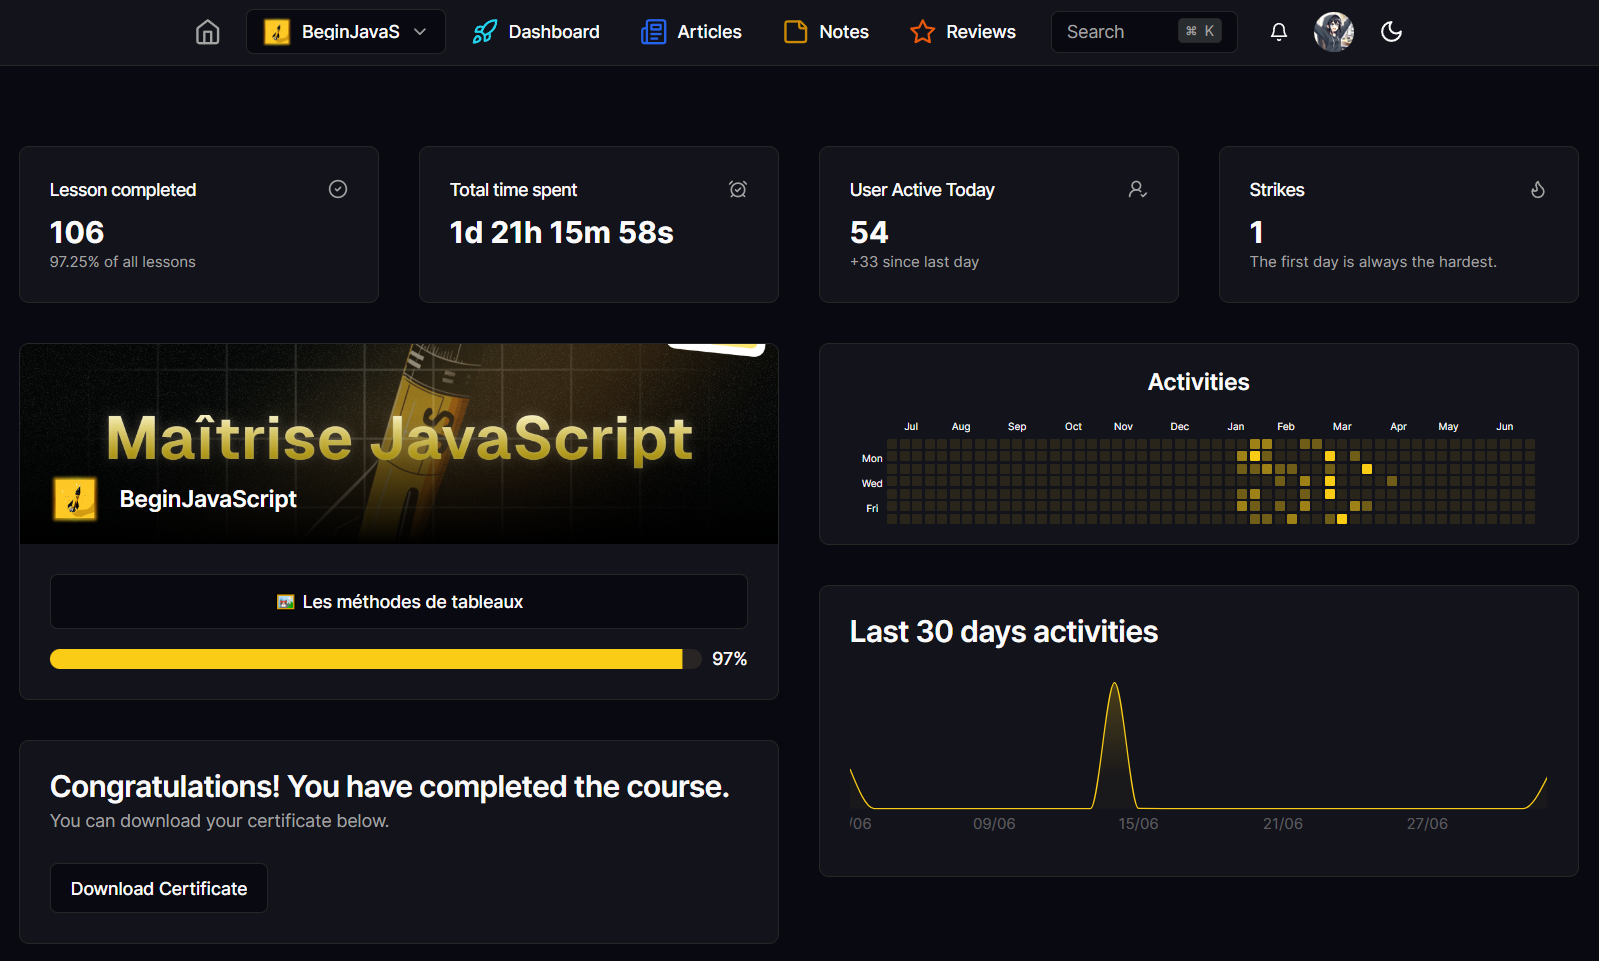 BeginJavaS
Dashboard
Articles
Notes
Reviews
Search
⌘ K
Lesson completed
106
97.25% of all lessons
Total time spent
1d 21h 15m 58s
User Active Today
54
+33 since last day
Strikes
1
The first day is always the hardest.
Maîtrise JavaScript
BeginJavaScript
Les méthodes de tableaux
97%
Congratulations! You have completed the course.
You can download your certificate below.
Download Certificate
Activities
Jul Aug Sep Oct Nov Dec Jan Feb Mar Apr May Jun
Mon
Wed
Fri
Last 30 days activities
/06 09/06 15/06 21/06 27/06